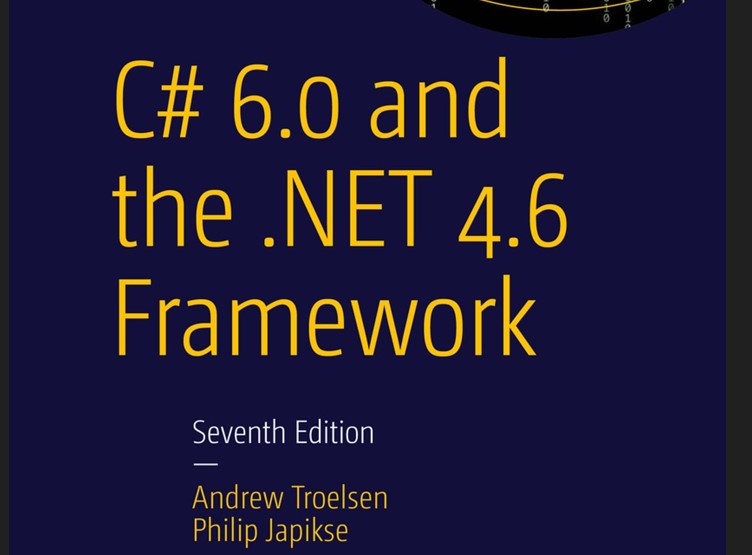 C# 6.0 and
the .NET 4.6
Framework
Seventh Edition
Andrew Troelsen
Philip Japikse